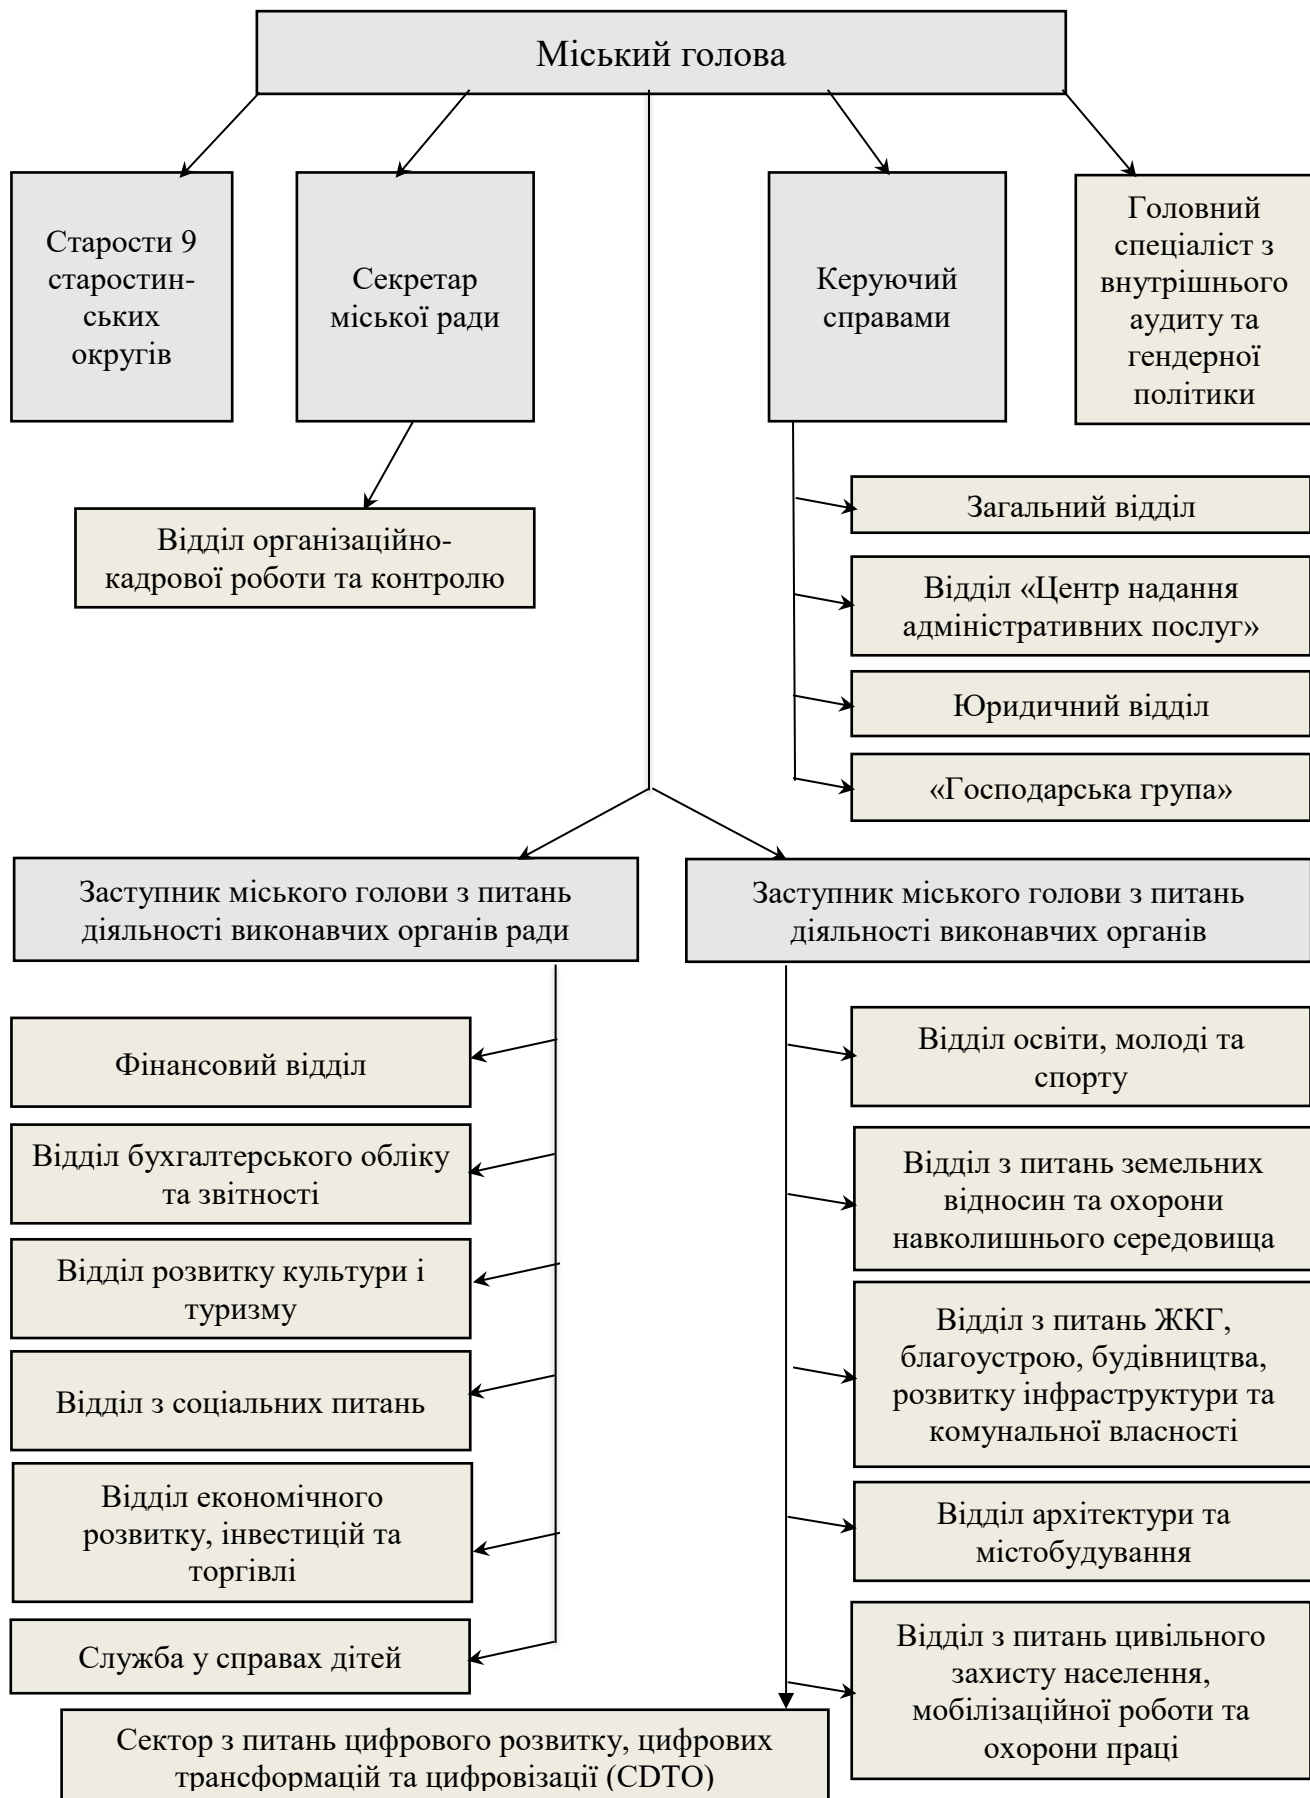 Міський голова
Старости 9
старостин-
ських
округів
Секретар
міської ради
Керуючий
справами
Головний
спеціаліст з
внутрішнього
аудиту та
гендерної
політики
Відділ організаційно-
кадрової роботи та контролю
Загальний відділ
Відділ «Центр надання
адміністративних послуг»
Юридичний відділ
«Господарська група»
Заступник міського голови з питань
діяльності виконавчих органів ради
Заступник міського голови з питань
діяльності виконавчих органів
Фінансовий відділ
Відділ бухгалтерського обліку
та звітності
Відділ розвитку культури і
туризму
Відділ з соціальних питань
Відділ економічного
розвитку, інвестицій та
торгівлі
Служба у справах дітей
Відділ освіти, молоді та
спорту
Відділ з питань земельних
відносин та охорони
навколишнього середовища
Відділ з питань ЖКГ,
благоустрою, будівництва,
розвитку інфраструктури та
комунальної власності
Відділ архітектури та
містобудування
Відділ з питань цивільного
захисту населення,
мобілізаційної роботи та
охорони праці
Сектор з питань цифрового розвитку, цифрових
трансформацій та цифровізації (CDTO)